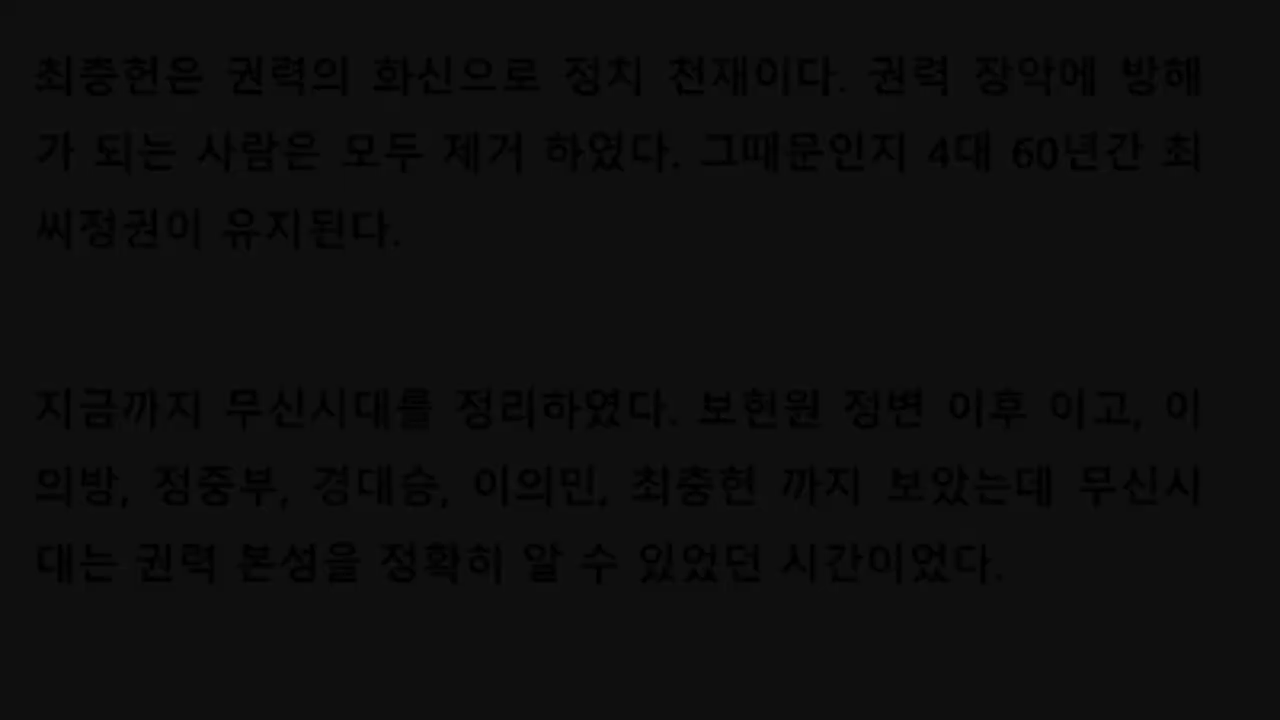 최충헌은 권력의 화신으로 정치 천재이다. 권력 장악에 방해
가 되는 사람은 모두 제거 하였다. 그때문인지 4대 60년간 최
씨정권이 유지된다.
지금까지 무신시대를 정리하였다. 보현원 정변 이후 이고, 이
의방, 정중부, 경대승, 이의민, 최충헌 까지 보았는데 무신시
대는 권력 본성을 정확히 알 수 있었던 시간이었다.